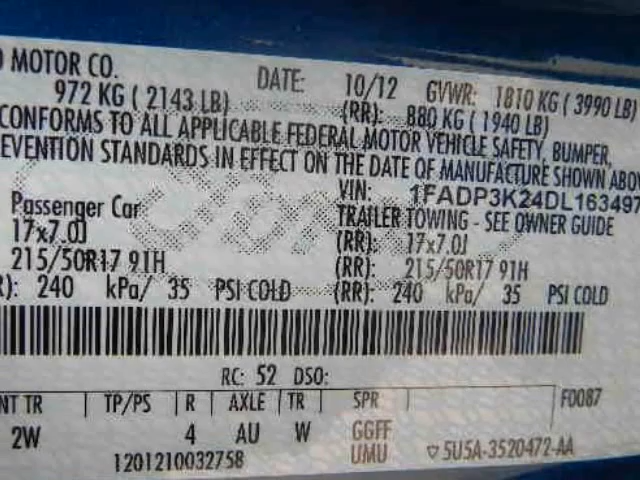 MOTOR CO. DATE: 10/12 GVWR: 1810 KG ( 3990 LB)
972 KG ( 2143 LB) (RR): 880 KG ( 1940 LB)
CONFORMS TO ALL APPLICABLE FEDERAL MOTOR VEHICLE SAFETY, BUMPER,
EVENTION STANDARDS IN EFFECT ON THE DATE OF MANUFACTURE SHOWN ABOV
VIN: 1FADP3K24DL163497
Passenger Car TRAILER TOWING - SEE OWNER GUIDE
17x7.0J (RR): 17x7.0J
215/50R17 91H (RR): 215/50R17 91H
R): 240 kPa/ 35 PSI COLD (RR): 240 kPa/ 35 PSI COLD
RC: 52 DSO:
NT TR | TP/PS | R | AXLE | TR | SPR F0087
2W 4 AU W GGFF
UMU 5U5A-3520472-AA
1201210032758